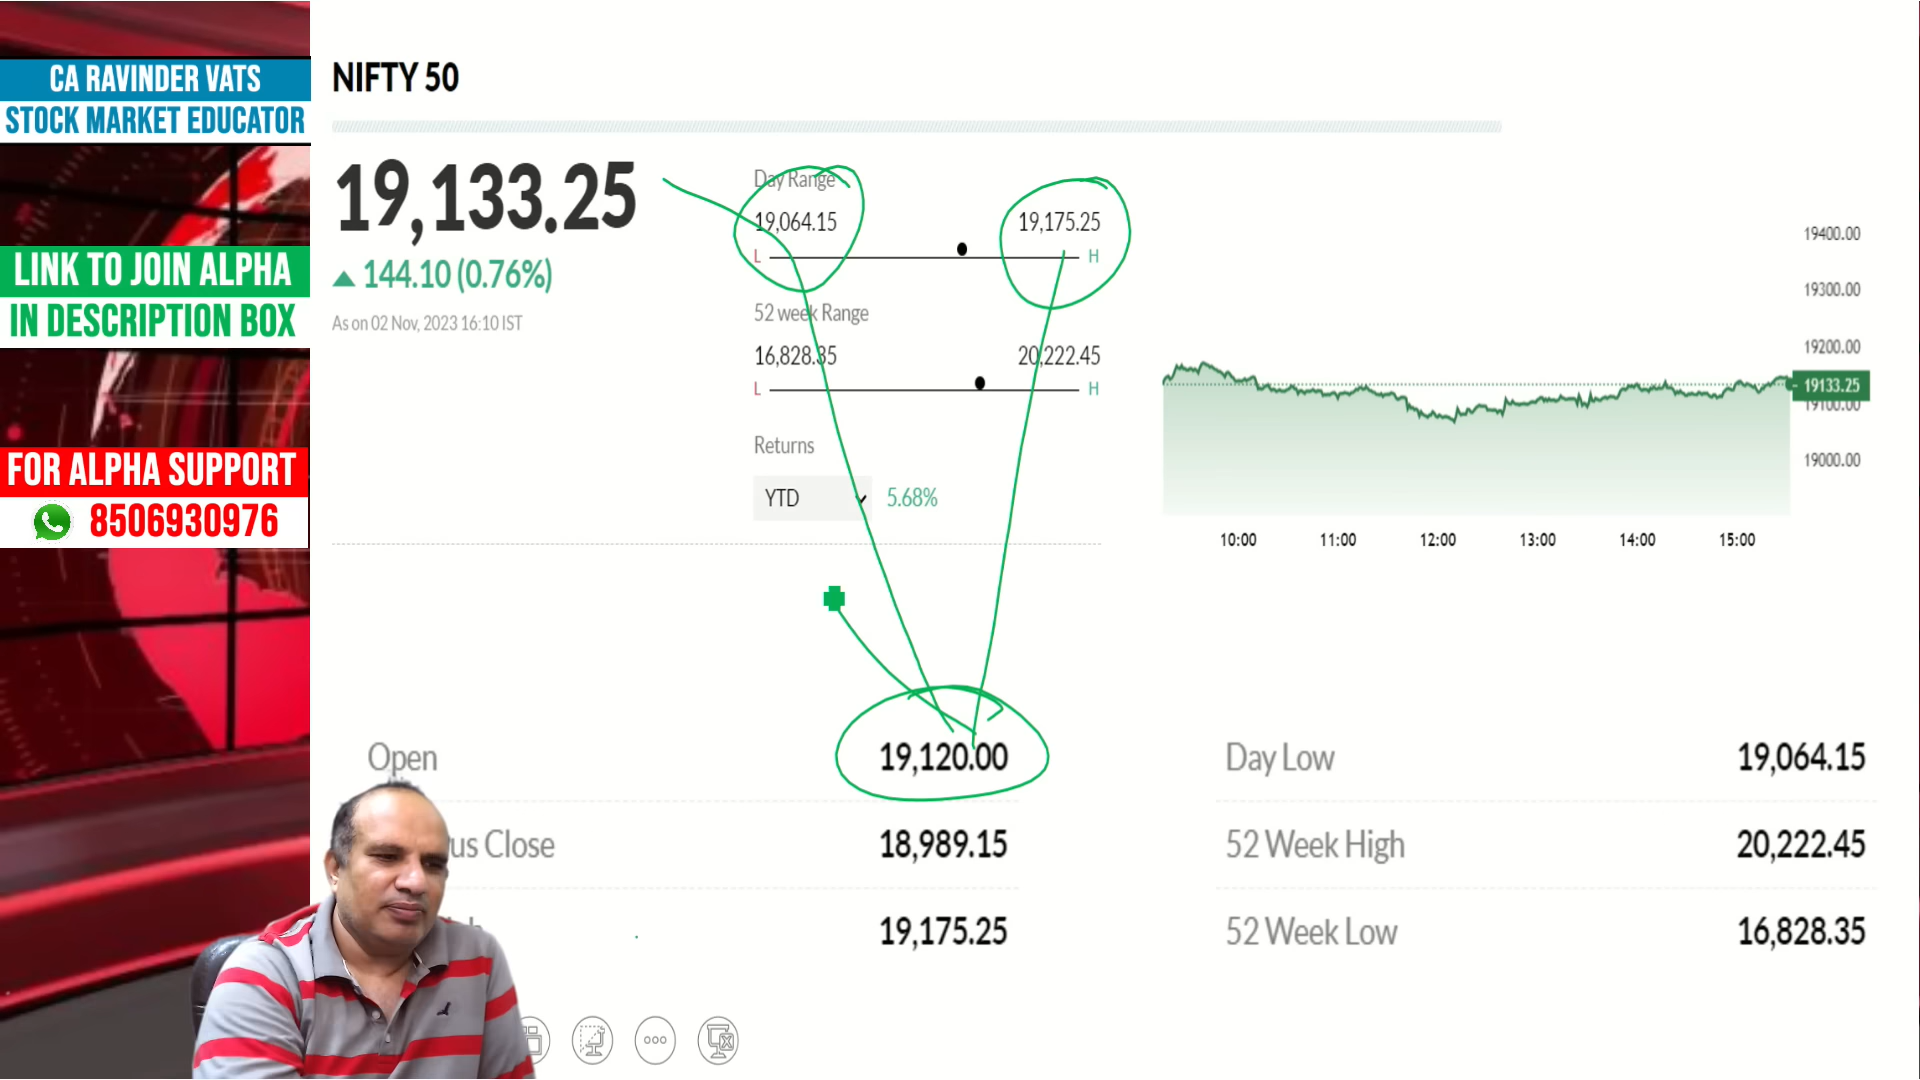 CA RAVINDER VATS
STOCK MARKET EDUCATOR
LINK TO JOIN ALPHA
IN DESCRIPTION BOX
FOR ALPHA SUPPORT
8506930976
NIFTY 50
19,133.25
144.10 (0.76%)
As on 02 Nov, 2023 16:10 IST
Day Range
19,064.15 19,175.25
L H
52 week Range
16,828.35 20,222.45
L H
Returns
YTD 5.68%
19400.00
19300.00
19200.00
19133.25
19100.00
19000.00
10:00 11:00 12:00 13:00 14:00 15:00
Open 19,120.00
us Close 18,989.15
19,175.25
Day Low 19,064.15
52 Week High 20,222.45
52 Week Low 16,828.35